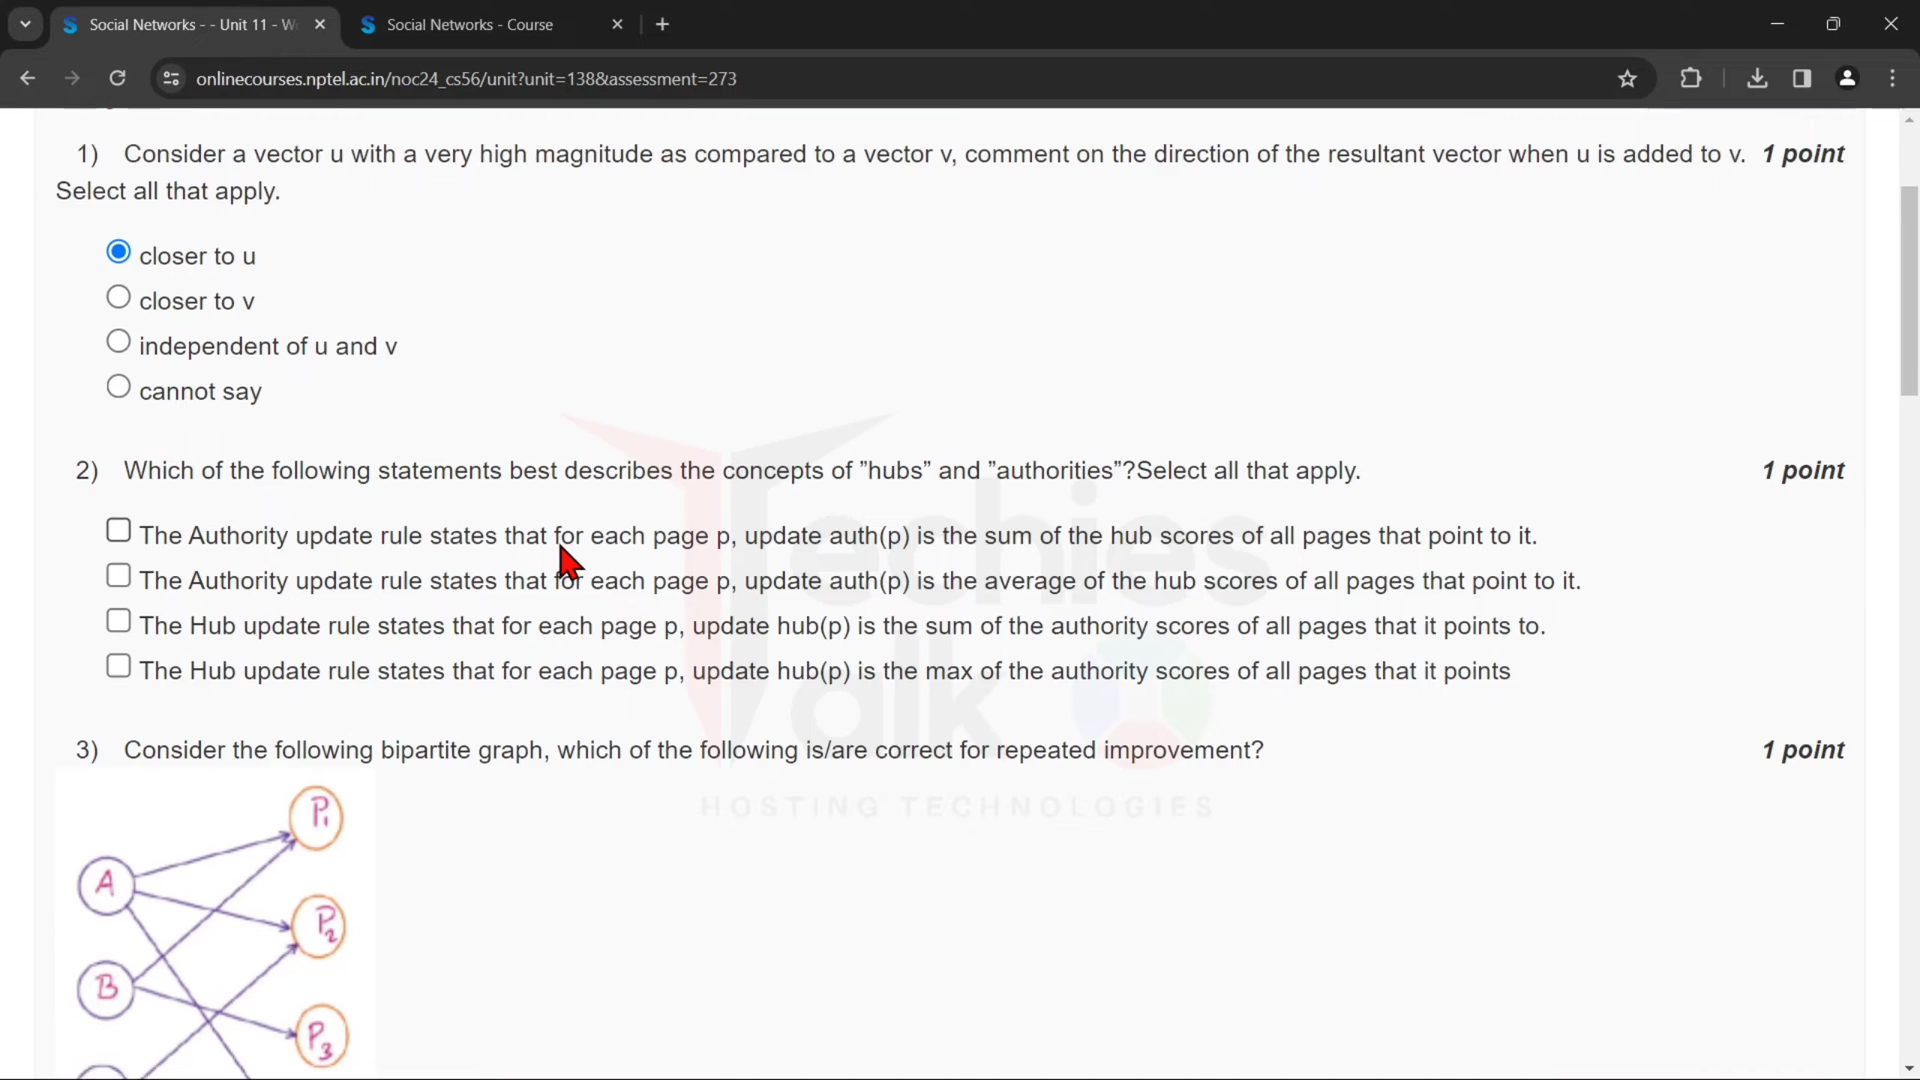 Social Networks - - Unit 11 - W
Social Networks - Course
onlinecourses.nptel.ac.in/noc24_cs56/unit?unit=138&assessment=273
1) Consider a vector u with a very high magnitude as compared to a vector v, comment on the direction of the resultant vector when u is added to v. 1 point
Select all that apply.
closer to u
closer to v
independent of u and v
cannot say
2) Which of the following statements best describes the concepts of ”hubs” and ”authorities”?Select all that apply. 1 point
The Authority update rule states that for each page p, update auth(p) is the sum of the hub scores of all pages that point to it.
The Authority update rule states that for each page p, update auth(p) is the average of the hub scores of all pages that point to it.
The Hub update rule states that for each page p, update hub(p) is the sum of the authority scores of all pages that it points to.
The Hub update rule states that for each page p, update hub(p) is the max of the authority scores of all pages that it points
Techies
Talk
HOSTING TECHNOLOGIES
3) Consider the following bipartite graph, which of the following is/are correct for repeated improvement? 1 point
P1
A
P2
B
P3